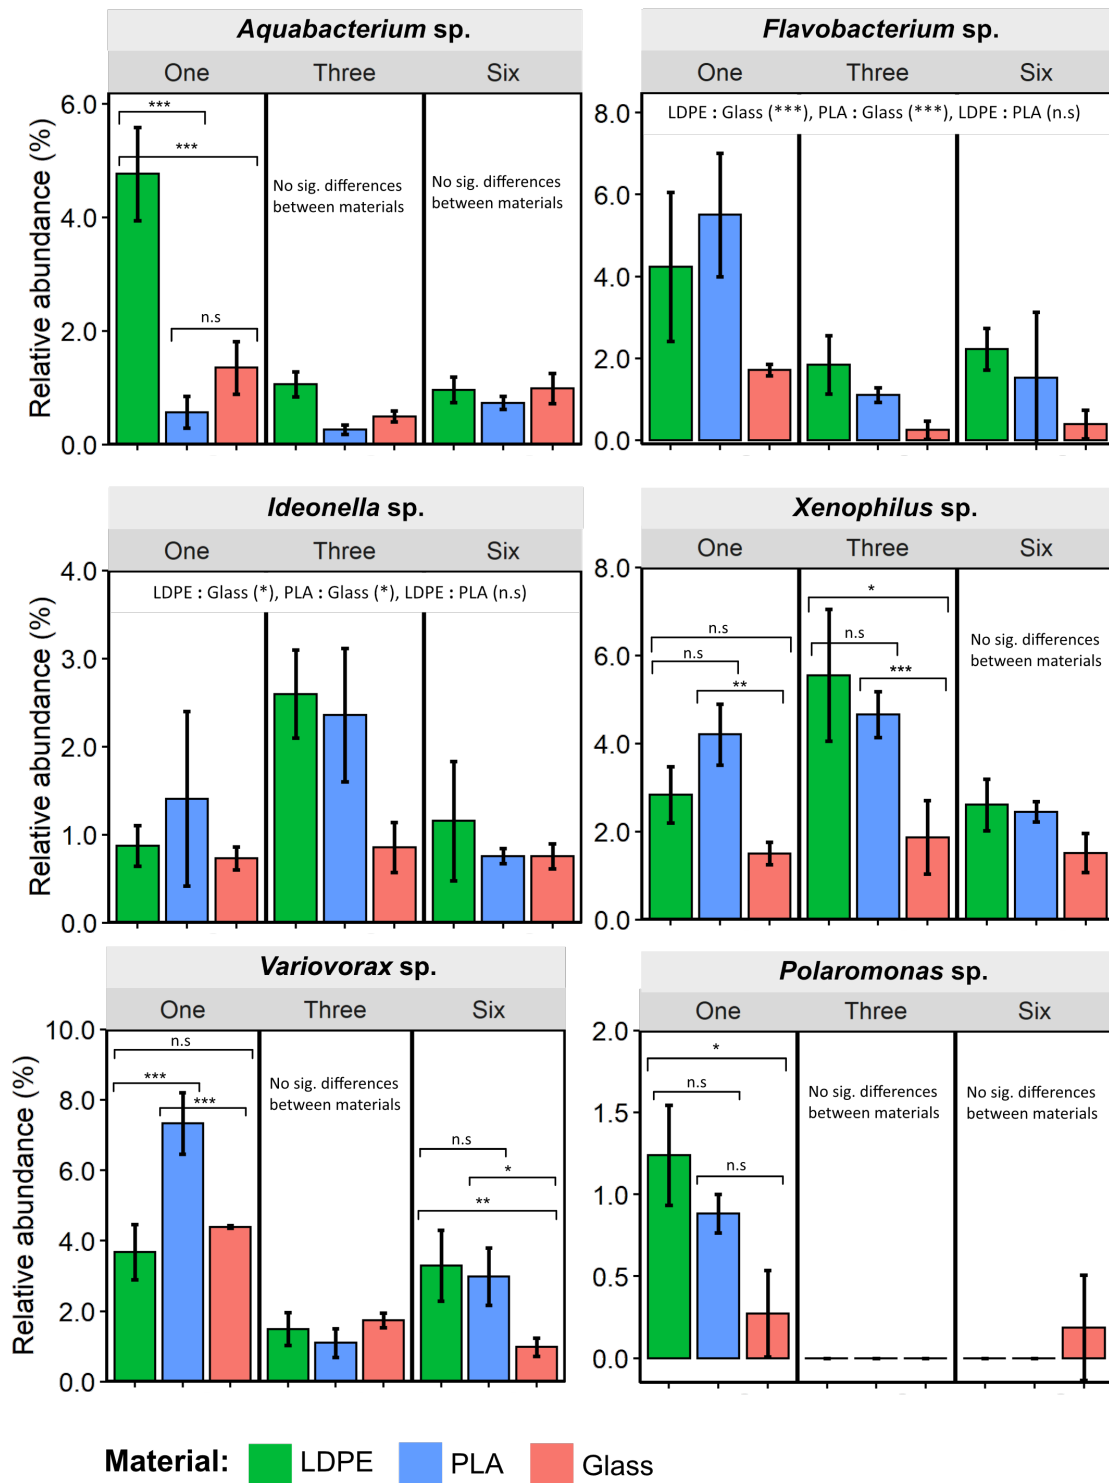 Aquabacterium sp.
One Three Six
Relative abundance (%)
6.0
4.0
2.0
0.0
***
***
n.s
No sig. differences
between materials
No sig. differences
between materials
Flavobacterium sp.
One Three Six
8.0
6.0
4.0
2.0
0.0
LDPE : Glass (***), PLA : Glass (***), LDPE : PLA (n.s)
Ideonella sp.
One Three Six
Relative abundance (%)
4.0
3.0
2.0
1.0
0.0
LDPE : Glass (*), PLA : Glass (*), LDPE : PLA (n.s)
Xenophilus sp.
One Three Six
8.0
6.0
4.0
2.0
0.0
n.s
n.s
**
*
n.s
***
No sig. differences
between materials
Variovorax sp.
One Three Six
Relative abundance (%)
10.0
8.0
6.0
4.0
2.0
0.0
n.s
***
***
No sig. differences
between materials
n.s
*
**
Polaromonas sp.
One Three Six
2.0
1.5
1.0
0.5
0.0
*
n.s
n.s
No sig. differences
between materials
No sig. differences
between materials
Material: LDPE PLA Glass